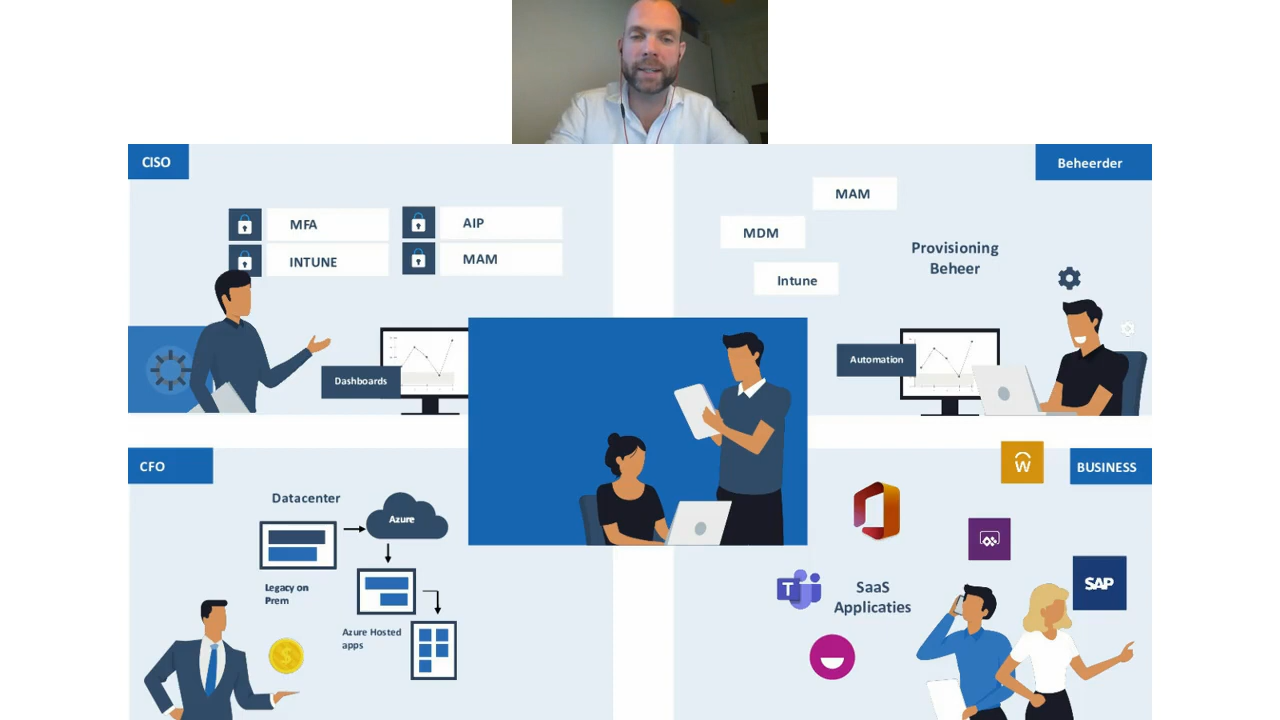 CISO
MFA
AIP
INTUNE
MAM
Dashboards
Beheerder
MAM
MDM
Intune
Provisioning
Beheer
Automation
CFO
Datacenter
Azure
Legacy on
Prem
Azure Hosted
apps
BUSINESS
W
T
SaaS
Applicaties
SAP